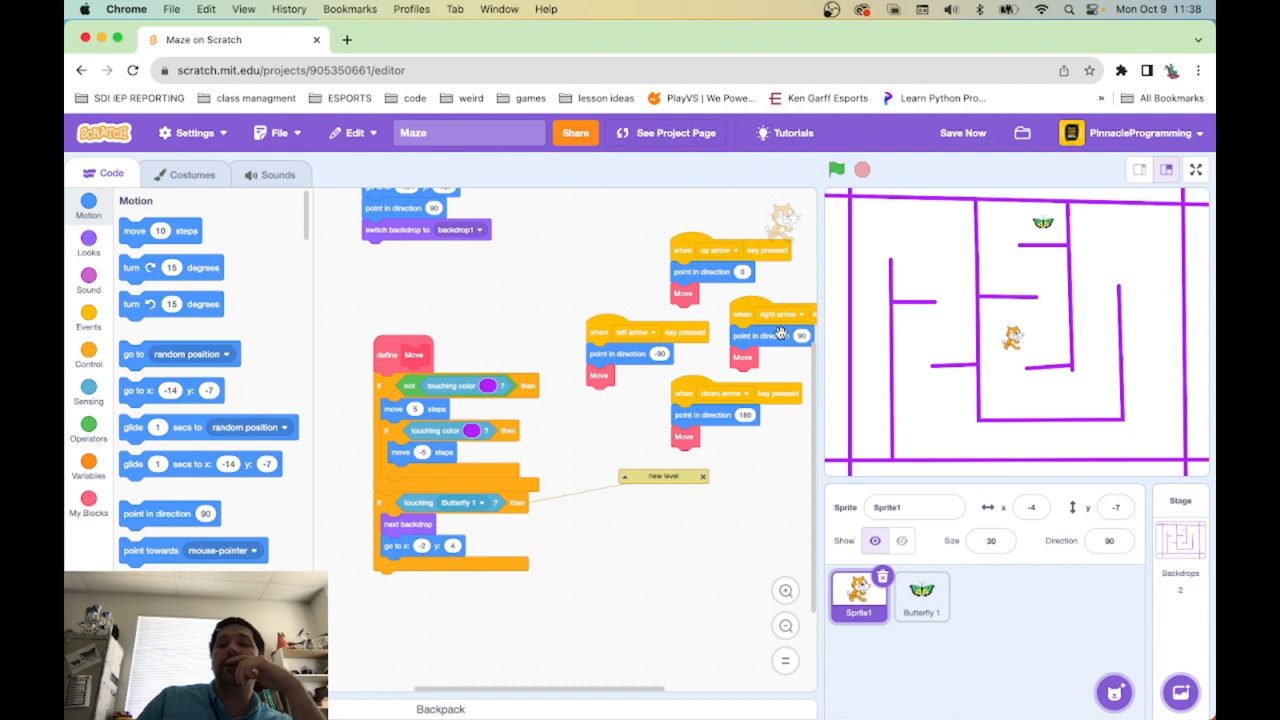 Chrome File Edit View History Bookmarks Profiles Tab Window Help Mon Oct 9 11:38
Maze on Scratch
scratch.mit.edu/projects/905350661/editor
SDI IEP REPORTING class managment ESPORTS code weird games lesson ideas PlayVS | We Powe... Ken Garff Esports Learn Python Pro... » All Bookmarks
SCRATCH Settings File Edit Maze Share See Project Page Tutorials Save Now PinnacleProgramming
Code Costumes Sounds
Motion
Looks
Sound
Events
Control
Sensing
Operators
Variables
My Blocks
Motion
move 10 steps
turn 15 degrees
turn 15 degrees
go to random position
go to x: -14 y: -7
glide 1 secs to random position
glide 1 secs to x: -14 y: -7
point in direction 90
point towards mouse-pointer
point in direction 90
switch backdrop to backdrop1
when up arrow key pressed
point in direction 0
Move
when right arrow
point in direction 90
Move
when left arrow key pressed
point in direction -90
Move
when down arrow key pressed
point in direction 180
Move
define Move
if not touching color ? then
move 5 steps
if touching color ? then
move -5 steps
if touching Butterfly 1 ? then
next backdrop
go to x: -2 y: 4
new level
Sprite Sprite1 x -4 y -7
Show Size 30 Direction 90
Sprite1
Butterfly 1
Stage
Backdrops
2
Backpack